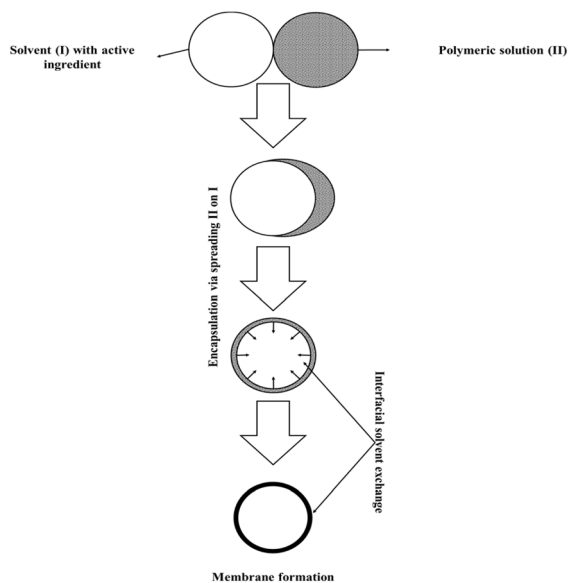 Solvent (I) with active
ingredient
Polymeric solution (II)
Encapsulation via spreading II on I
Interfacial solvent exchange
Membrane formation